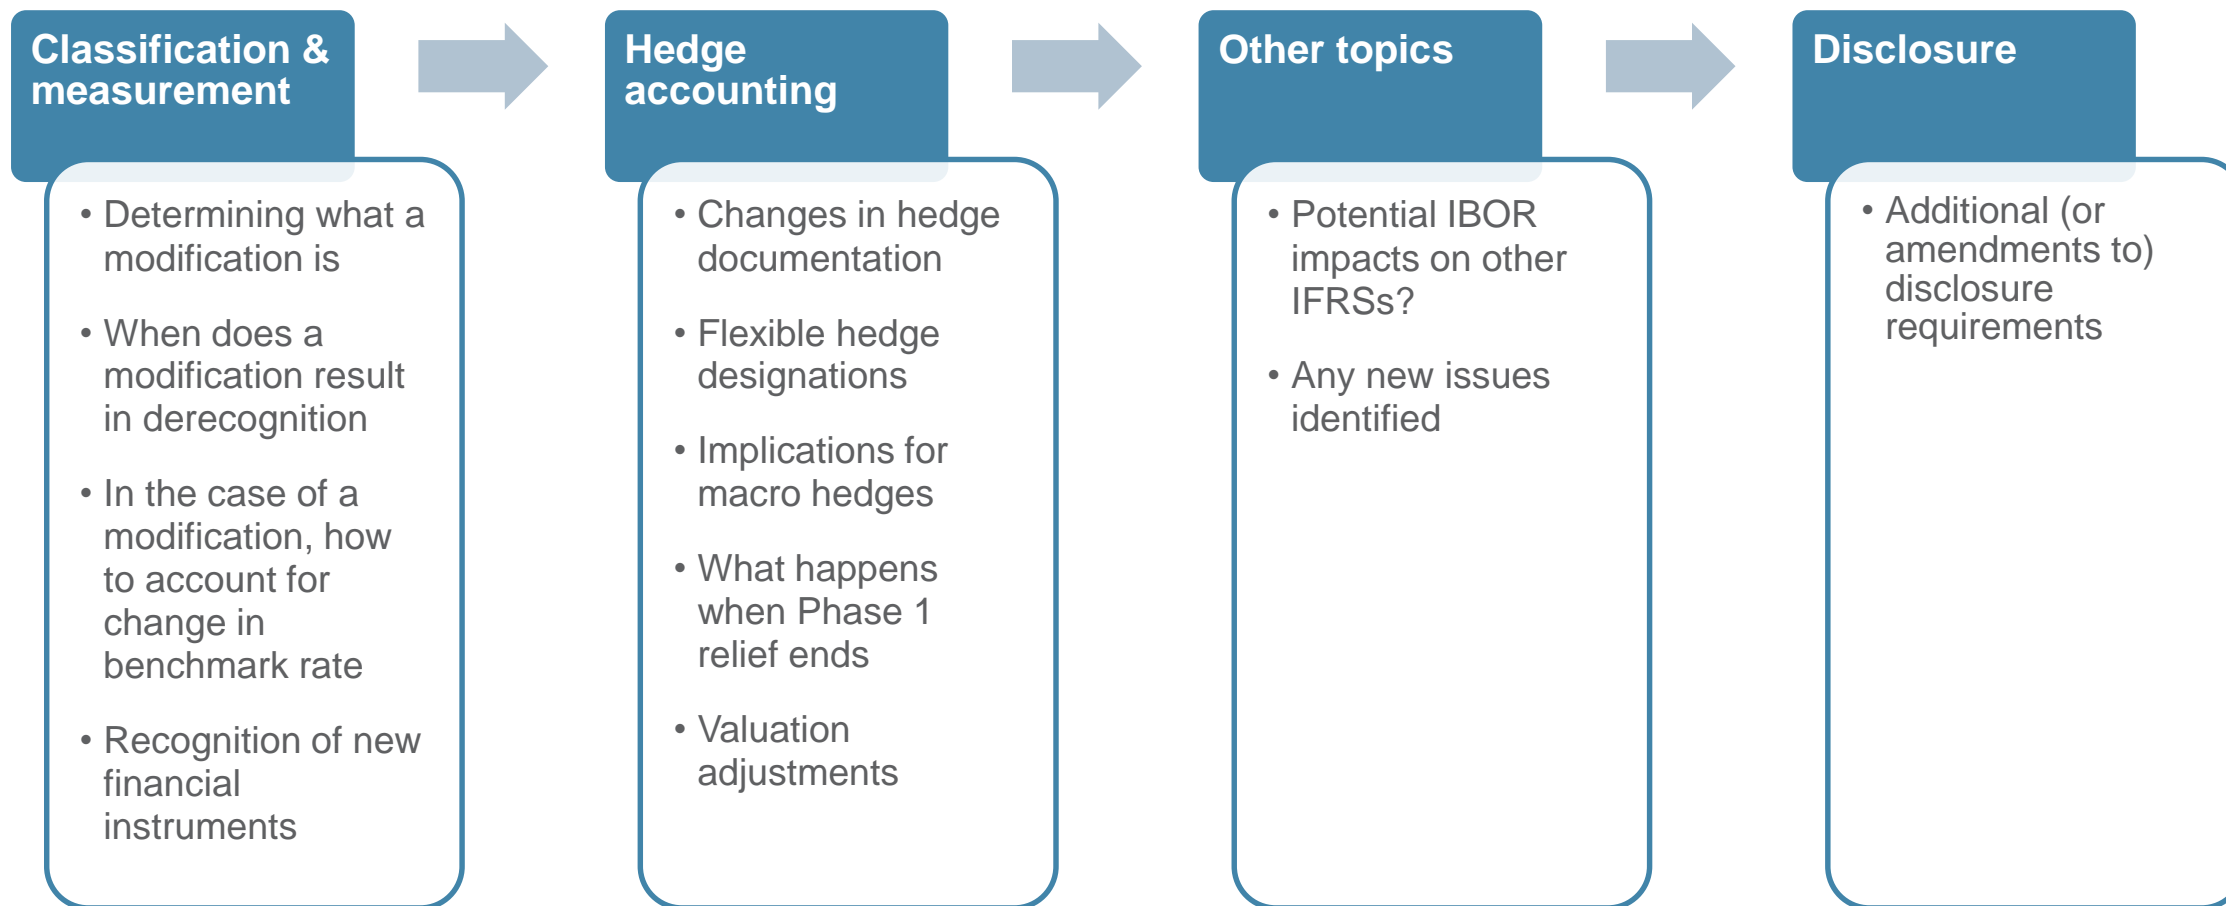 Classification &
measurement
• Determining what a
modification is
• When does a
modification result
in derecognition
• In the case of a
modification, how
to account for
change in
benchmark rate
• Recognition of new
financial
instruments
Hedge
accounting
• Changes in hedge
documentation
• Flexible hedge
designations
• Implications for
macro hedges
• What happens
when Phase 1
relief ends
• Valuation
adjustments
Other topics
• Potential IBOR
impacts on other
IFRSs?
• Any new issues
identified
Disclosure
• Additional (or
amendments to)
disclosure
requirements